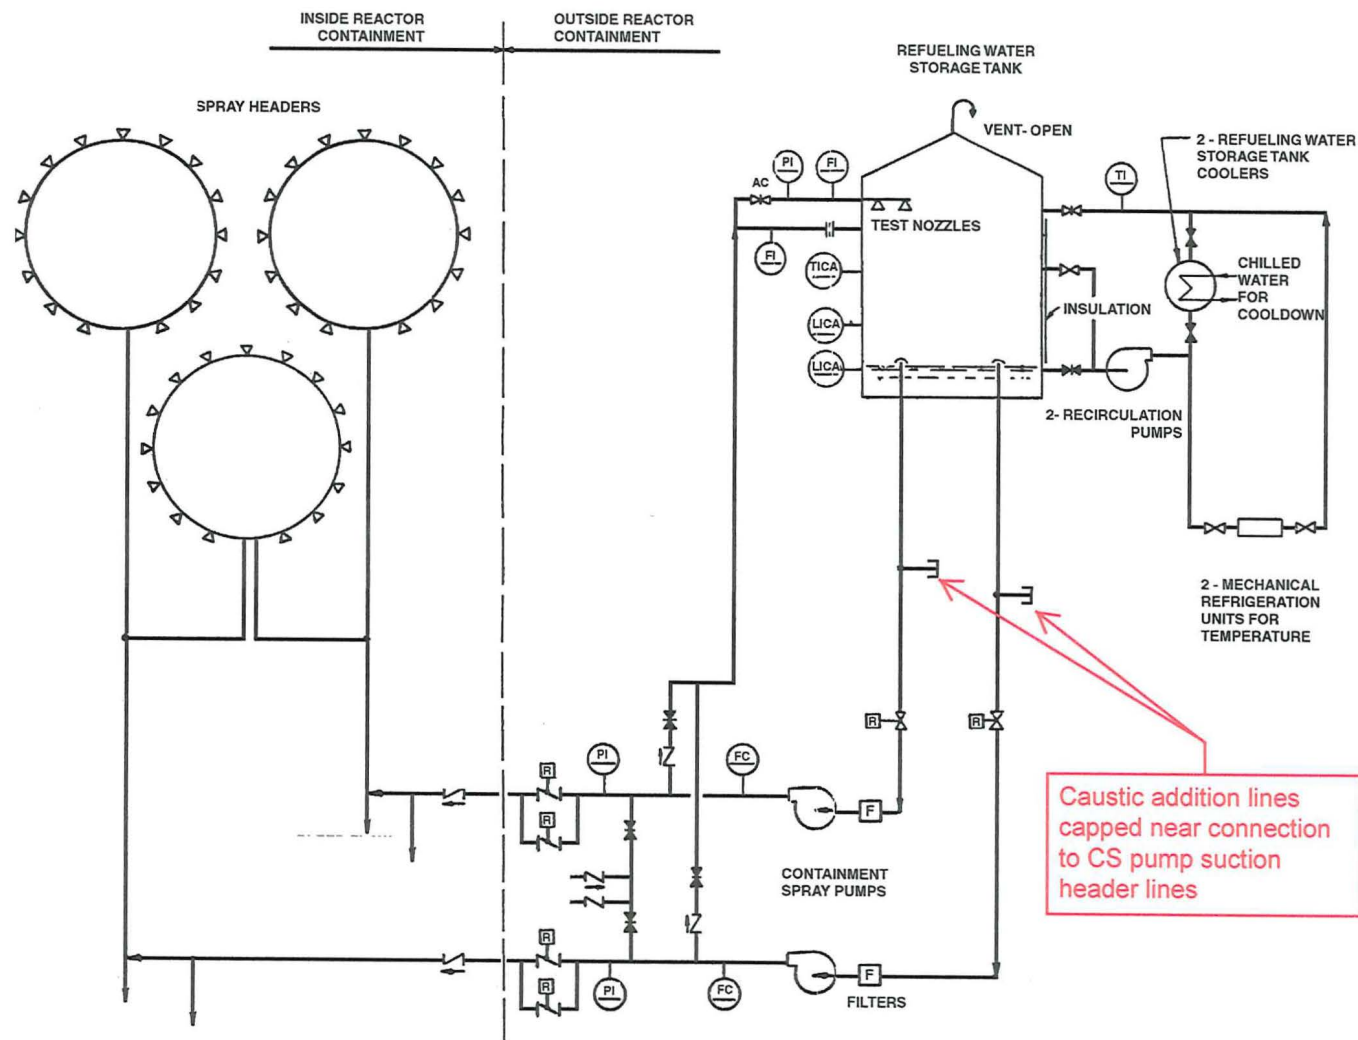 INSIDE REACTOR
CONTAINMENT
OUTSIDE REACTOR
CONTAINMENT
REFUELING WATER
STORAGE TANK
SPRAY HEADERS
VENT- OPEN
2 - REFUELING WATER
STORAGE TANK
COOLERS
AC
PI
FI
TI
TEST NOZZLES
FI
TICA
CHILLED
WATER
FOR
COOLDOWN
INSULATION
LICA
LICA
2- RECIRCULATION
PUMPS
2 - MECHANICAL
REFRIGERATION
UNITS FOR
TEMPERATURE
R
R
PI
FC
R
R
F
Caustic addition lines
capped near connection
to CS pump suction
header lines
CONTAINMENT
SPRAY PUMPS
R
R
PI
FC
F
FILTERS